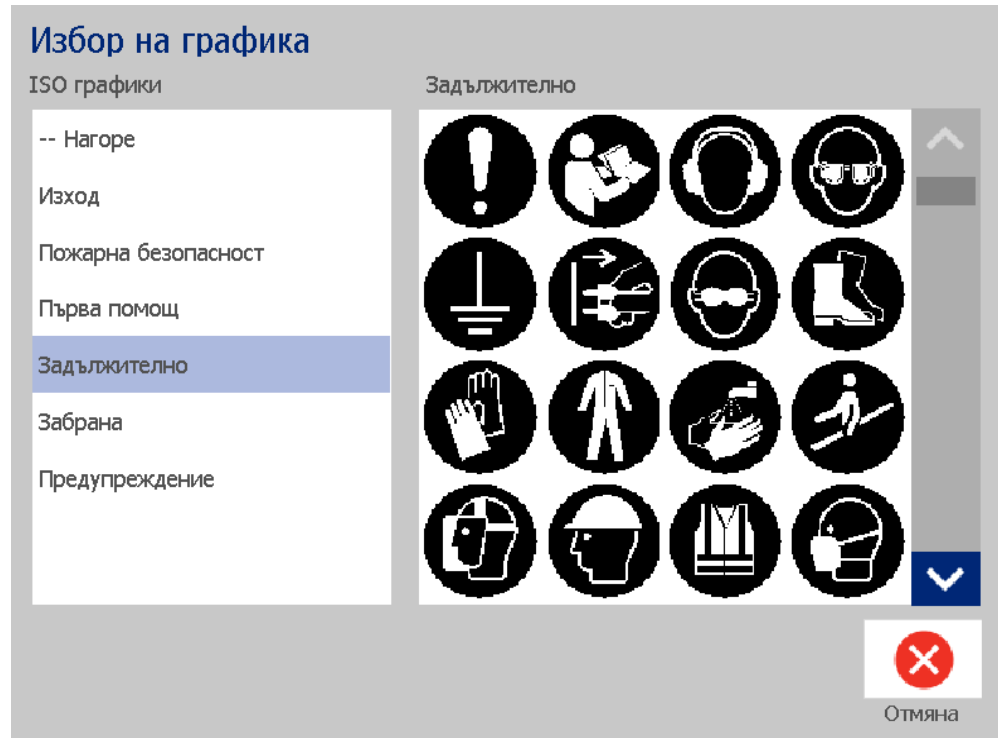 Избор на графика
ISO графики
Задължително
-- Нагоре
Изход
Пожарна безопасност
Първа помощ
Задължително
Забрана
Предупреждение
Отмяна